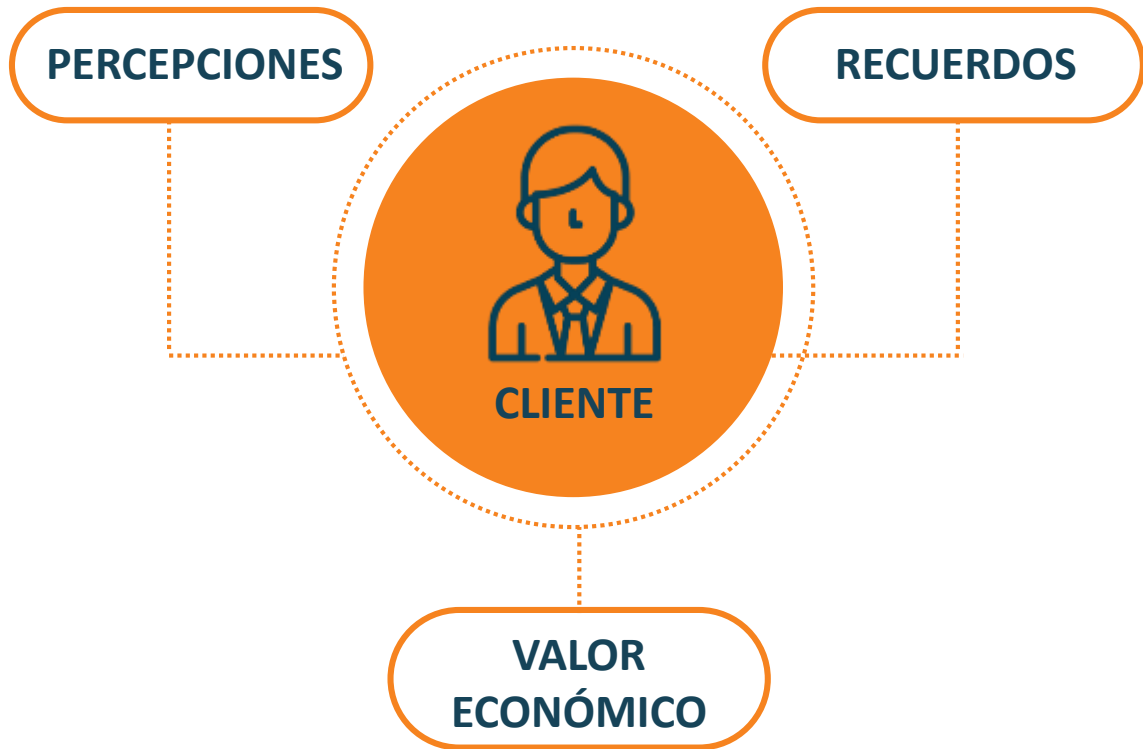 PERCEPCIONES
RECUERDOS
CLIENTE
VALOR
ECONÓMICO